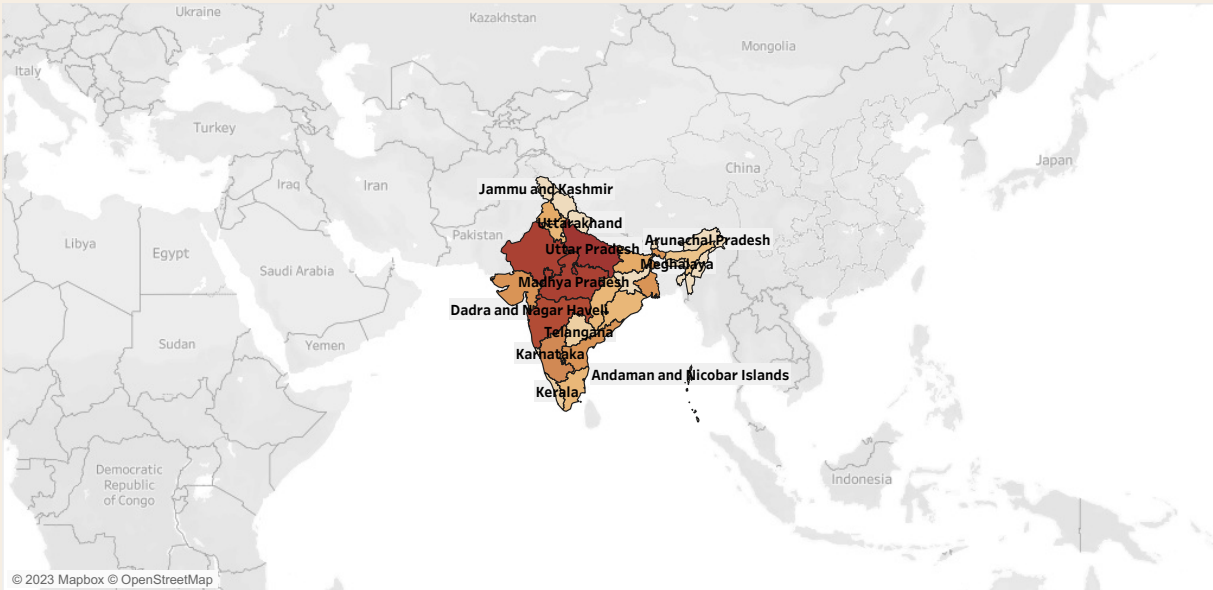 Ukraine
Kazakhstan
Mongolia
Italy
Turkey
China
Japan
Iraq
Iran
Jammu and Kashmir
Uttarakhand
Pakistan
Libya
Egypt
Arunachal Pradesh
Uttar Pradesh
Meghalaya
Saudi Arabia
Madhya Pradesh
Dadra and Nagar Haveli
Telangana
Sudan
Yemen
Karnataka
Andaman and Nicobar Islands
Kerala
Democratic
Republic
of Congo
Indonesia
© 2023 Mapbox © OpenStreetMap